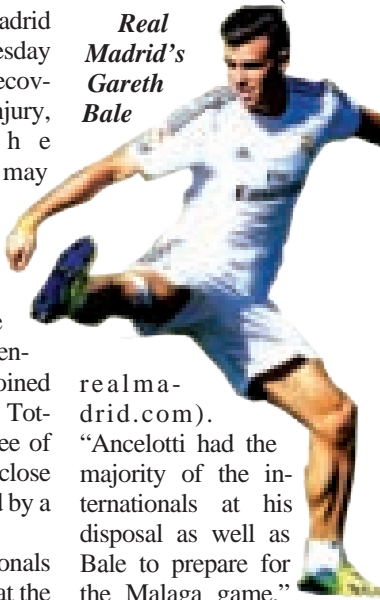 Real
Madrid's
Gareth
Bale
adrid
esday
ecov-
njury,
h e
may
e
en-
oined
Tot-
ee of
close
d by a
onals
at the
realma-
drid.com).
“Ancelotti had the
majority of the in-
ternationals at his
disposal as well as
Bale to prepare for
the Malaga game,”